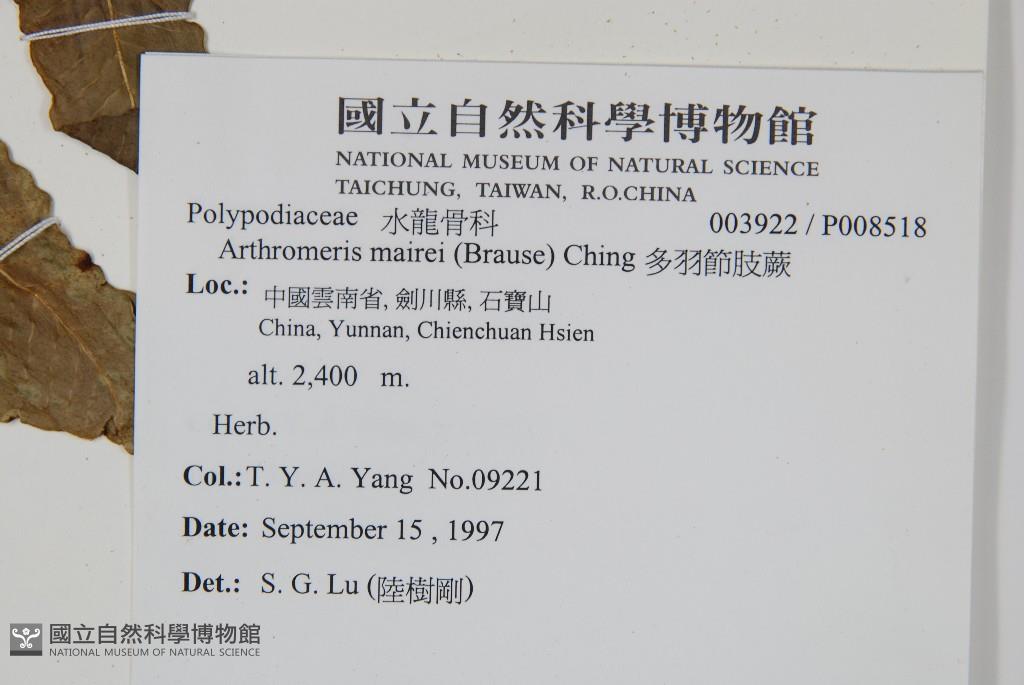 國立自然科學博物館
NATIONAL MUSEUM OF NATURAL SCIENCE
TAICHUNG, TAIWAN, R.O.CHINA
Polypodiaceae 水龍骨科 003922 / P008518
Arthromeris mairei (Brause) Ching 多羽節肢蕨
Loc.: 中國雲南省, 劍川縣, 石寶山
China, Yunnan, Chienchuan Hsien
alt. 2,400 m.
Herb.
Col.: T. Y. A. Yang No.09221
Date: September 15 , 1997
Det.: S. G. Lu (陸樹剛)
國立自然科學博物館
NATIONAL MUSEUM OF NATURAL SCIENCE